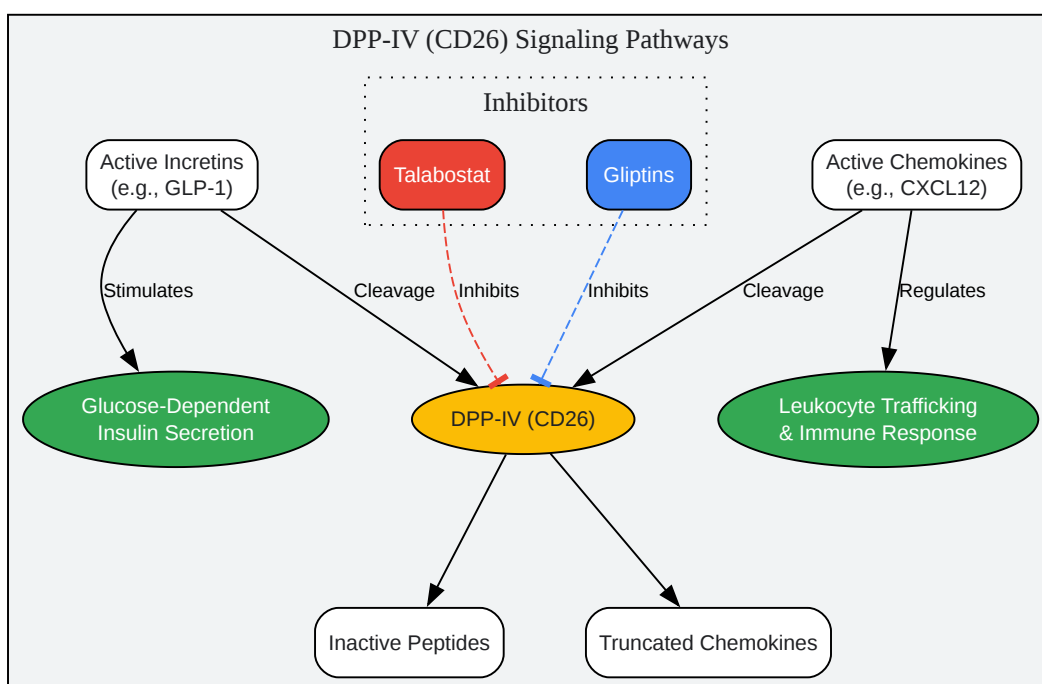 DPP-IV (CD26) Signaling Pathways
Inhibitors
Active Incretins
(e.g., GLP-1)
Talabostat
Gliptins
Active Chemokines
(e.g., CXCL12)
Stimulates
Cleavage
Inhibits
Inhibits
Cleavage
Regulates
Glucose-Dependent
Insulin Secretion
DPP-IV (CD26)
Leukocyte Trafficking
& Immune Response
Inactive Peptides
Truncated Chemokines